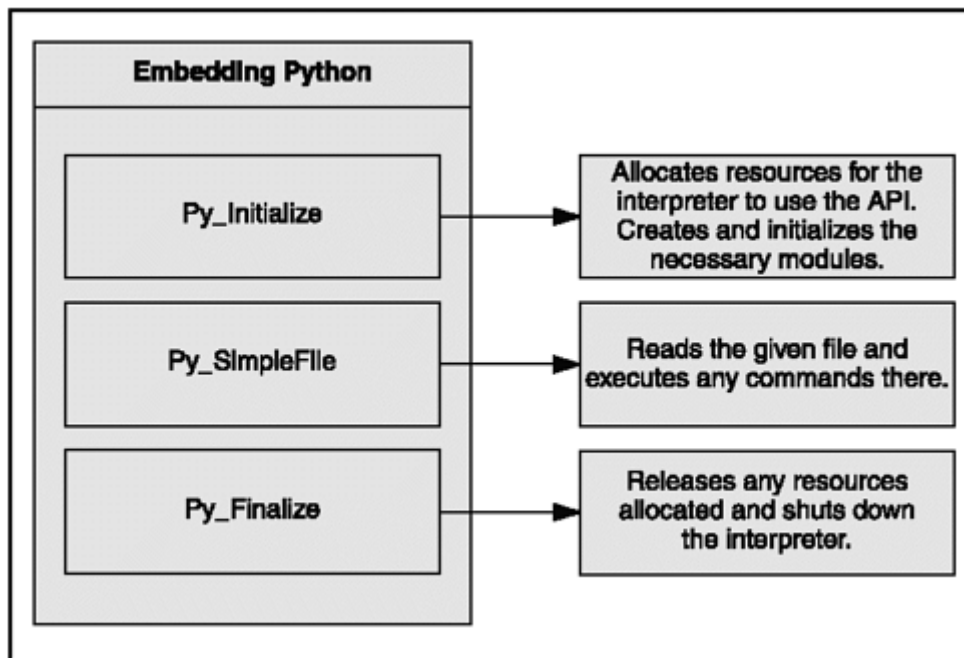 Embedding Python
Py_Initialize
Allocates resources for the
interpreter to use the API.
Creates and initializes the
necessary modules.
Py_SimpleFile
Reads the given file and
executes any commands there.
Py_Finalize
Releases any resources
allocated and shuts down
the interpreter.